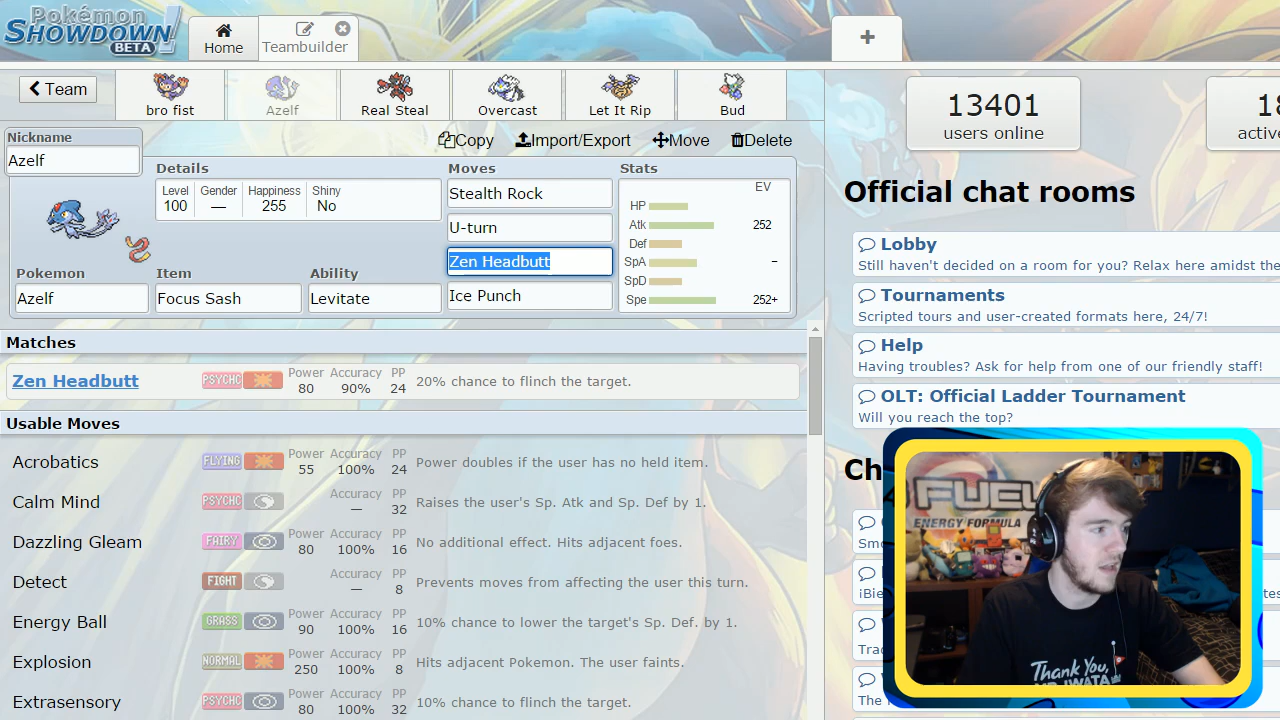 Pokémon
SHOWDOWN!
BETA
Home
Teambuilder
+
Team
bro fist
Azelf
Real Steal
Overcast
Let It Rip
Bud
13401
users online
Nickname
Azelf
Copy
Import/Export
Move
Delete
Details
Level
100
Gender
—
Happiness
255
Shiny
No
Moves
Stealth Rock
U-turn
Zen Headbutt
Ice Punch
Stats
EV
HP
Atk 252
Def
SpA –
SpD
Spe 252+
Pokemon
Azelf
Item
Focus Sash
Ability
Levitate
Official chat rooms
Lobby
Still haven't decided on a room for you? Relax here amidst the
Tournaments
Scripted tours and user-created formats here, 24/7!
Help
Having troubles? Ask for help from one of our friendly staff!
OLT: Official Ladder Tournament
Will you reach the top?
Matches
Zen Headbutt PSYCHC Power 80 Accuracy 90% PP 24 20% chance to flinch the target.
Usable Moves
Acrobatics FLYING Power 55 Accuracy 100% PP 24 Power doubles if the user has no held item.
Calm Mind PSYCHC Accuracy — PP 32 Raises the user's Sp. Atk and Sp. Def by 1.
Dazzling Gleam FAIRY Power 80 Accuracy 100% PP 16 No additional effect. Hits adjacent foes.
Detect FIGHT Accuracy — PP 8 Prevents moves from affecting the user this turn.
Energy Ball GRASS Power 90 Accuracy 100% PP 16 10% chance to lower the target's Sp. Def. by 1.
Explosion NORMAL Power 250 Accuracy 100% PP 8 Hits adjacent Pokemon. The user faints.
Extrasensory PSYCHC Power 80 Accuracy 100% PP 32 10% chance to flinch the target.
FUEL
ENERGY FORMULA
THANK YOU,
MR. IWATA